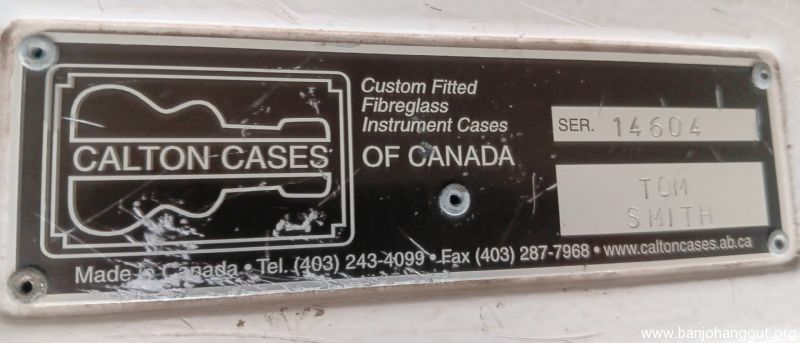 CALTON CASES
Custom Fitted
Fibreglass
Instrument Cases
OF CANADA
SER. 14604
TOM
SMITH
Made in Canada • Tel. (403) 243-4099 • Fax (403) 287-7968 • www.caltoncases.ab.ca
www.banjohangout.org